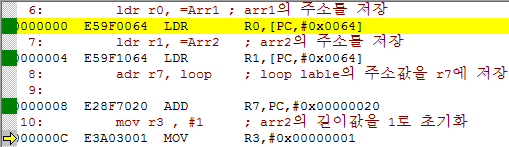 6: ldr r0, =Arr1 ; arr1의 주소를 저장
0000000 E59F0064 LDR R0,[PC,#0x0064]
7: ldr r1, =Arr2 ; arr2의 주소를 저장
0000004 E59F1064 LDR R1,[PC,#0x0064]
8: adr r7, loop ; loop lable의 주소값을 r7에 저장
9:
0000008 E28F7020 ADD R7,PC,#0x00000020
10: mov r3 , #1 ; arr2의 길이값을 1로 초기화
000000C E3A03001 MOV R3,#0x00000001